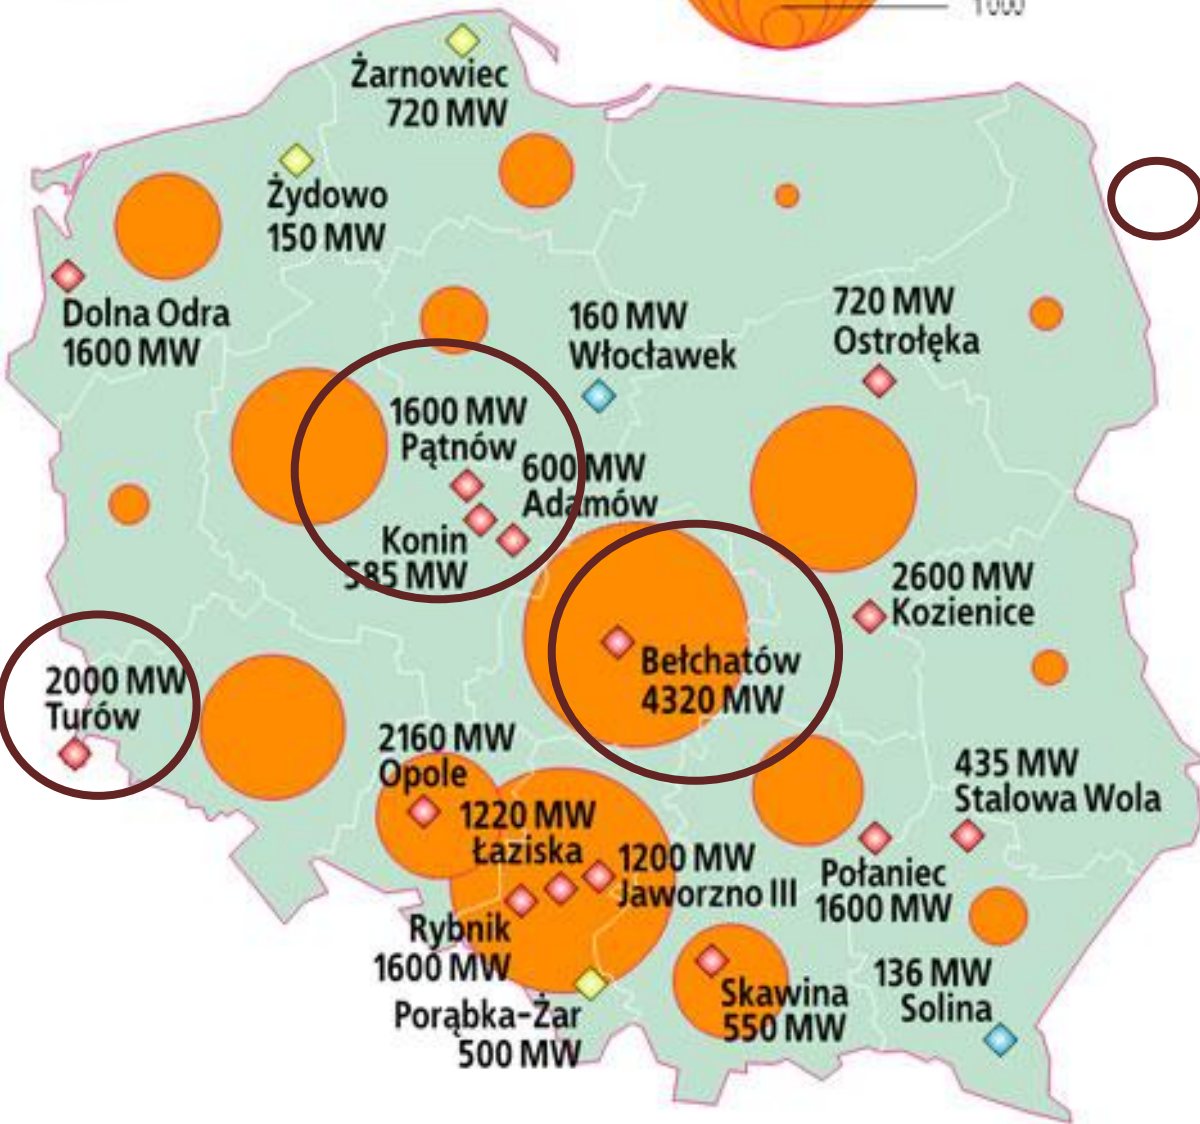 1 000
Żarnowiec
720 MW
Żydowo
150 MW
Dolna Odra
1600 MW
160 MW
Włocławek
720 MW
Ostrołęka
1600 MW
Pątnów
600 MW
Adamów
Konin
585 MW
2600 MW
Kozienice
Bełchatów
4320 MW
2000 MW
Turów
2160 MW
Opole
1220 MW
Łaziska
1200 MW
Jaworzno III
435 MW
Stalowa Wola
Połaniec
1600 MW
Rybnik
1600 MW
Porąbka-Żar
500 MW
Skawina
550 MW
136 MW
Solina